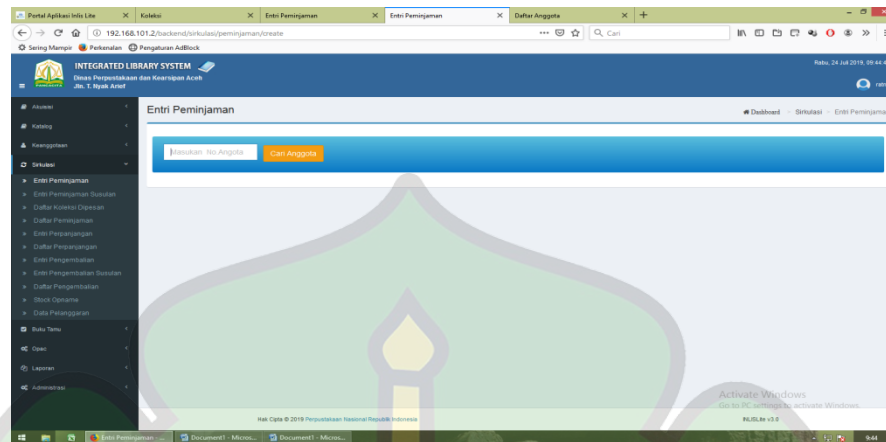 Portal Aplikasi Inlis Lite
Koleksi
Entri Peminjaman
Entri Peminjaman
Daftar Anggota
192.168.101.2/backend/sirkulasi/peminjaman/create
Cari
Sering Mampir
Perkenalan
Pengaturan AdBlock
INTEGRATED LIBRARY SYSTEM
Dinas Perpustakaan dan Kearsipan Aceh
Jln. T. Nyak Arief
Rabu, 24 Juli 2019, 09:44:4
Akuisisi
Katalog
Keanggotaan
Sirkulasi
Entri Peminjaman
Entri Peminjaman Susulan
Daftar Koleksi Dipesan
Daftar Peminjaman
Entri Perpanjangan
Daftar Perpanjangan
Entri Pengembalian
Entri Pengembalian Susulan
Daftar Pengembalian
Stock Opname
Data Pelanggaran
Buku Tamu
Opac
Laporan
Administrasi
Entri Peminjaman
Dashboard > Sirkulasi > Entri Peminjama
Masukan No Angota
Cari Anggota
Activate Windows
Go to PC settings to activate Windows.
Hak Cipta © 2019 Perpustakaan Nasional Republik Indonesia
INLISLite v3.0
Entri Peminjaman - ...
Document1 - Micros...
Document1 - Micros...
9:44